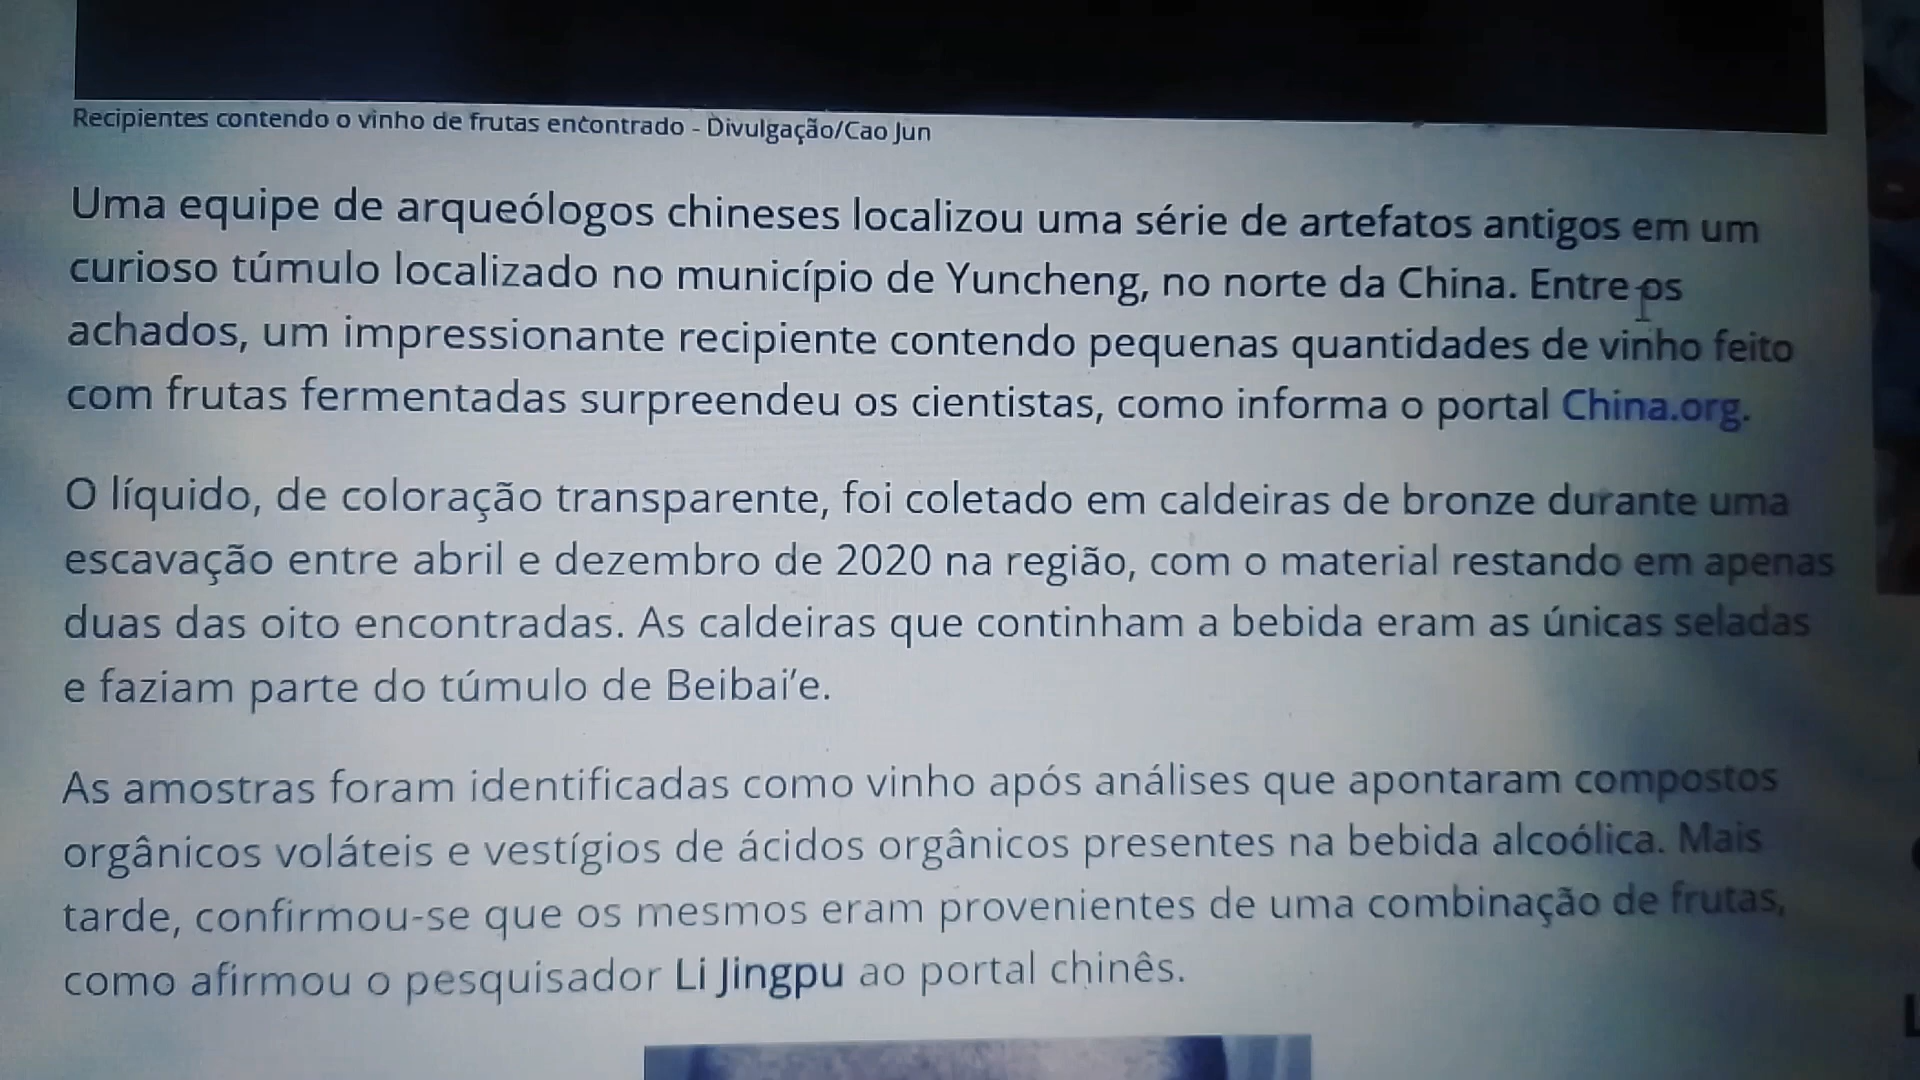 Recipientes contendo o vinho de frutas encontrado - Divulgação/Cao Jun
Uma equipe de arqueólogos chineses localizou uma série de artefatos antigos em um
curioso túmulo localizado no município de Yuncheng, no norte da China. Entre os
achados, um impressionante recipiente contendo pequenas quantidades de vinho feito
com frutas fermentadas surpreendeu os cientistas, como informa o portal China.org.
O líquido, de coloração transparente, foi coletado em caldeiras de bronze durante uma
escavação entre abril e dezembro de 2020 na região, com o material restando em apenas
duas das oito encontradas. As caldeiras que continham a bebida eram as únicas seladas
e faziam parte do túmulo de Beibai’e.
As amostras foram identificadas como vinho após análises que apontaram compostos
orgânicos voláteis e vestígios de ácidos orgânicos presentes na bebida alcoólica. Mais
tarde, confirmou-se que os mesmos eram provenientes de uma combinação de frutas,
como afirmou o pesquisador Li Jingpu ao portal chinês.